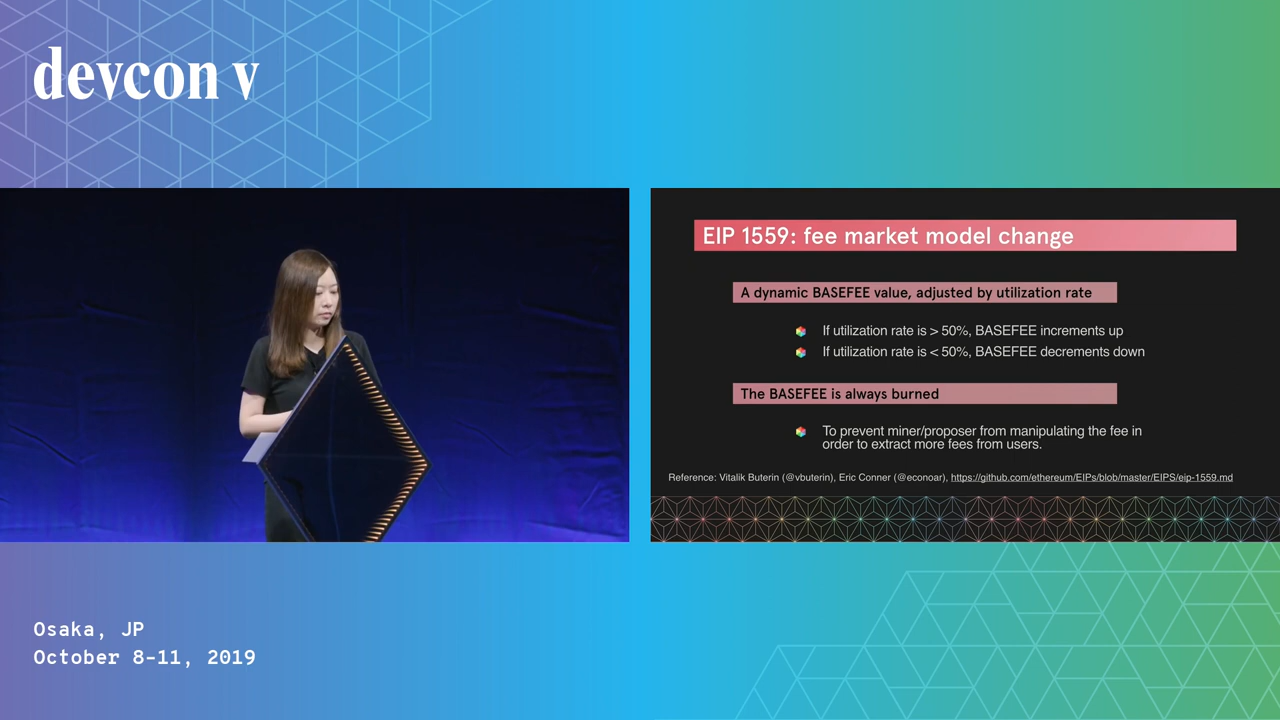 devcon v
EIP 1559: fee market model change
A dynamic BASEFEE value, adjusted by utilization rate
If utilization rate is > 50%, BASEFEE increments up
If utilization rate is < 50%, BASEFEE decrements down
The BASEFEE is always burned
To prevent miner/proposer from manipulating the fee in
order to extract more fees from users.
Reference: Vitalik Buterin (@vbuterin), Eric Conner (@econoar), https://github.com/ethereum/EIPs/blob/master/EIPS/eip-1559.md
Osaka, JP
October 8-11, 2019